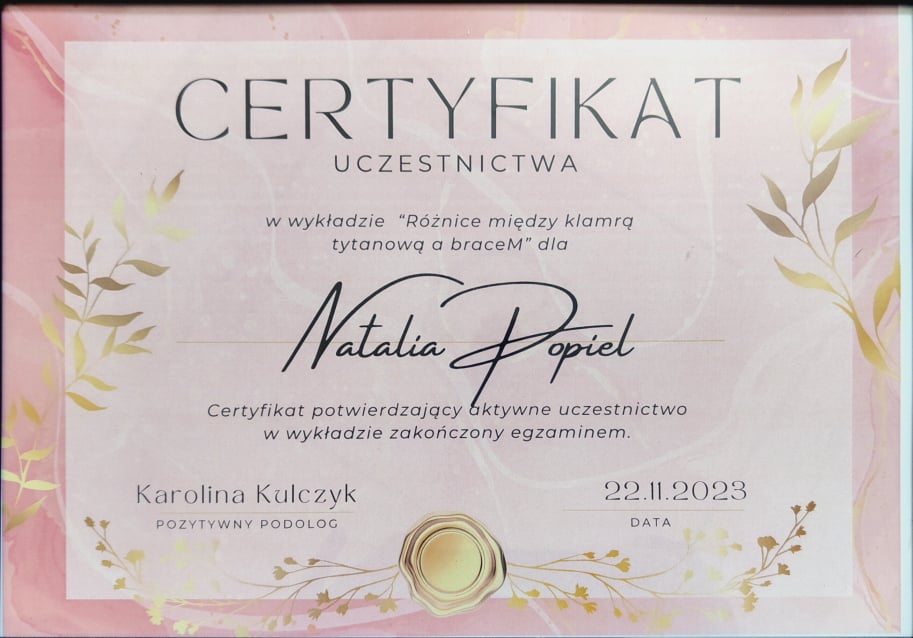 CERTYFIKAT
UCZESTNICTWA
w wykładzie “Różnice między klamrą
tytanową a braceM” dla
Natalia Popiel
Certyfikat potwierdzający aktywne uczestnictwo
w wykładzie zakończony egzaminem.
Karolina Kulczyk
POZYTYWNY PODOLOG
22.11.2023
DATA